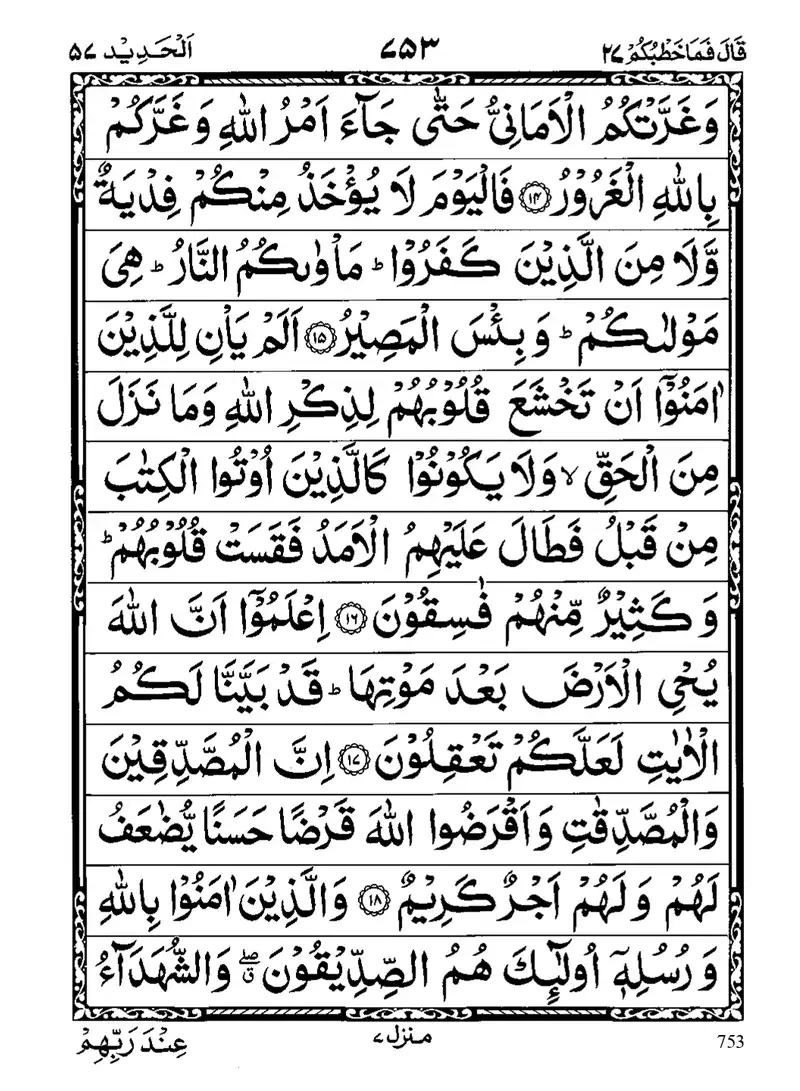 قَالَ فَمَاخَطْبُكُمْ ٢٧ ٧٥٣ اَلْحَدِيْد ٥٧
وَغَرَّتْكُمُ الْاَمَانِىُّ حَتّٰى جَآءَ اَمْرُ اللّٰهِ وَغَرَّكُمْ
بِاللّٰهِ الْغَرُوْرُ ۝١٤ فَالْيَوْمَ لَا يُؤْخَذُ مِنْكُمْ فِدْيَةٌ
وَّلَا مِنَ الَّذِيْنَ كَفَرُوْاؕ مَاْوٰىكُمُ النَّارُؕ هِىَ
مَوْلٰىكُمْؕ وَبِئْسَ الْمَصِيْرُ ۝١٥ اَلَمْ يَاْنِ لِلَّذِيْنَ
اٰمَنُوْۤا اَنْ تَخْشَعَ قُلُوْبُهُمْ لِذِكْرِ اللّٰهِ وَمَا نَزَلَ
مِنَ الْحَقِّۙ وَلَا يَكُوْنُوْا كَالَّذِيْنَ اُوْتُوا الْكِتٰبَ
مِنْ قَبْلُ فَطَالَ عَلَيْهِمُ الْاَمَدُ فَقَسَتْ قُلُوْبُهُمْؕ
وَكَثِيْرٌ مِّنْهُمْ فٰسِقُوْنَ ۝١٦ اِعْلَمُوْۤا اَنَّ اللّٰهَ
يُحْىِ الْاَرْضَ بَعْدَ مَوْتِهَاؕ قَدْ بَيَّنَّا لَكُمُ
الْاٰيٰتِ لَعَلَّكُمْ تَعْقِلُوْنَ ۝١٧ اِنَّ الْمُصَّدِّقِيْنَ
وَالْمُصَّدِّقٰتِ وَاَقْرَضُوا اللّٰهَ قَرْضًا حَسَنًا يُّضٰعَفُ
لَهُمْ وَلَهُمْ اَجْرٌ كَرِيْمٌ ۝١٨ وَالَّذِيْنَ اٰمَنُوْا بِاللّٰهِ
وَرُسُلِهٖۤ اُولٰٓئِكَ هُمُ الصِّدِّيْقُوْنَ ۖۗ وَالشُّهَدَآءُ
753 منزل ٧ عِنْدَ رَبِّهِمْ